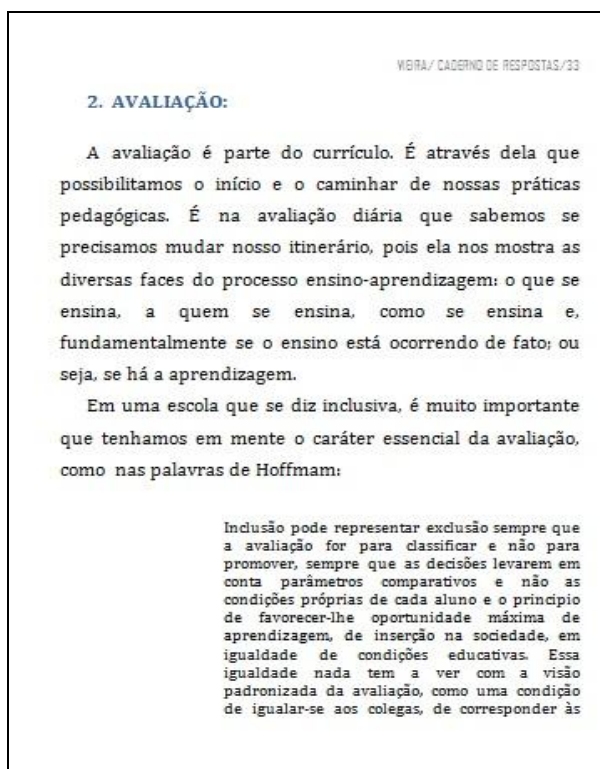 VIEIRA/ CADERNO DE RESPOSTAS/33
2. AVALIAÇÃO:
A avaliação é parte do currículo. É através dela que
possibilitamos o início e o caminhar de nossas práticas
pedagógicas. É na avaliação diária que sabemos se
precisamos mudar nosso itinerário, pois ela nos mostra as
diversas faces do processo ensino-aprendizagem: o que se
ensina, a quem se ensina, como se ensina e,
fundamentalmente se o ensino está ocorrendo de fato; ou
seja, se há a aprendizagem.
Em uma escola que se diz inclusiva, é muito importante
que tenhamos em mente o caráter essencial da avaliação,
como nas palavras de Hoffmam:
Inclusão pode representar exclusão sempre que
a avaliação for para classificar e não para
promover, sempre que as decisões levarem em
conta parâmetros comparativos e não as
condições próprias de cada aluno e o principio
de favorecer-lhe oportunidade máxima de
aprendizagem, de inserção na sociedade, em
igualdade de condições educativas. Essa
igualdade nada tem a ver com a visão
padronizada da avaliação, como uma condição
de igualar-se aos colegas, de corresponder às